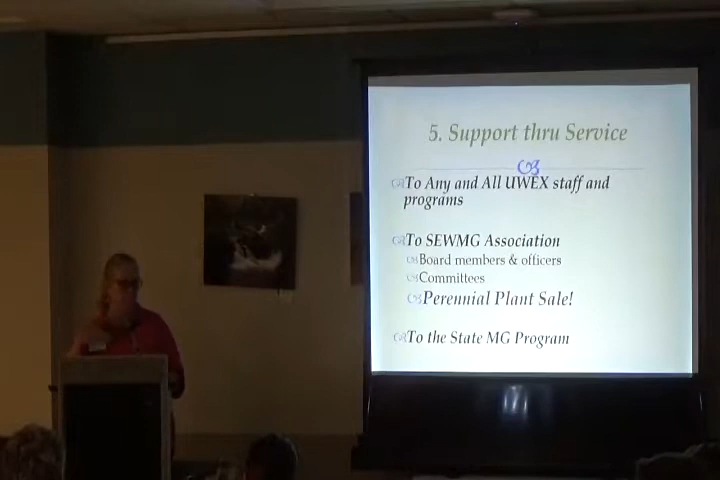 5. Support thru Service
To Any and All UWEX staff and
programs
To SEWMG Association
Board members & officers
Committees
Perennial Plant Sale!
To the State MG Program